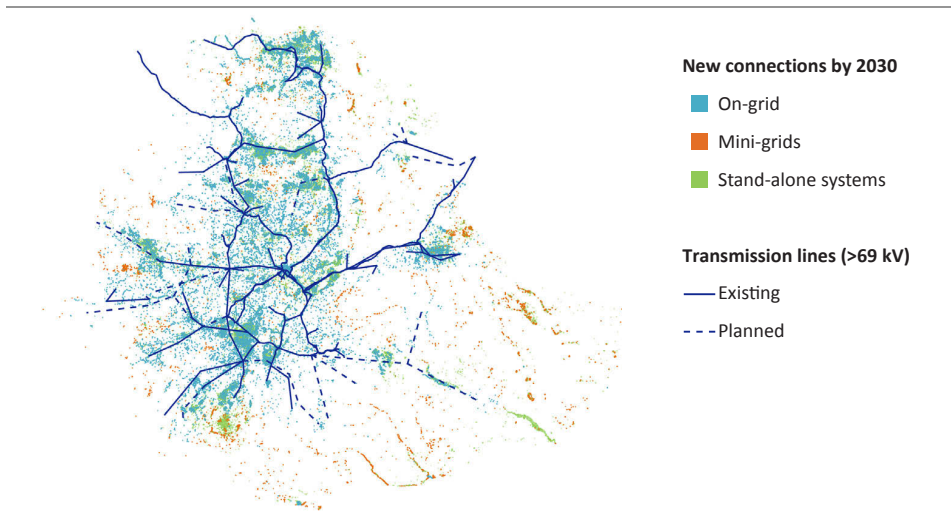 New connections by 2030
On-grid
Mini-grids
Stand-alone systems
Transmission lines (>69 kV)
Existing
Planned